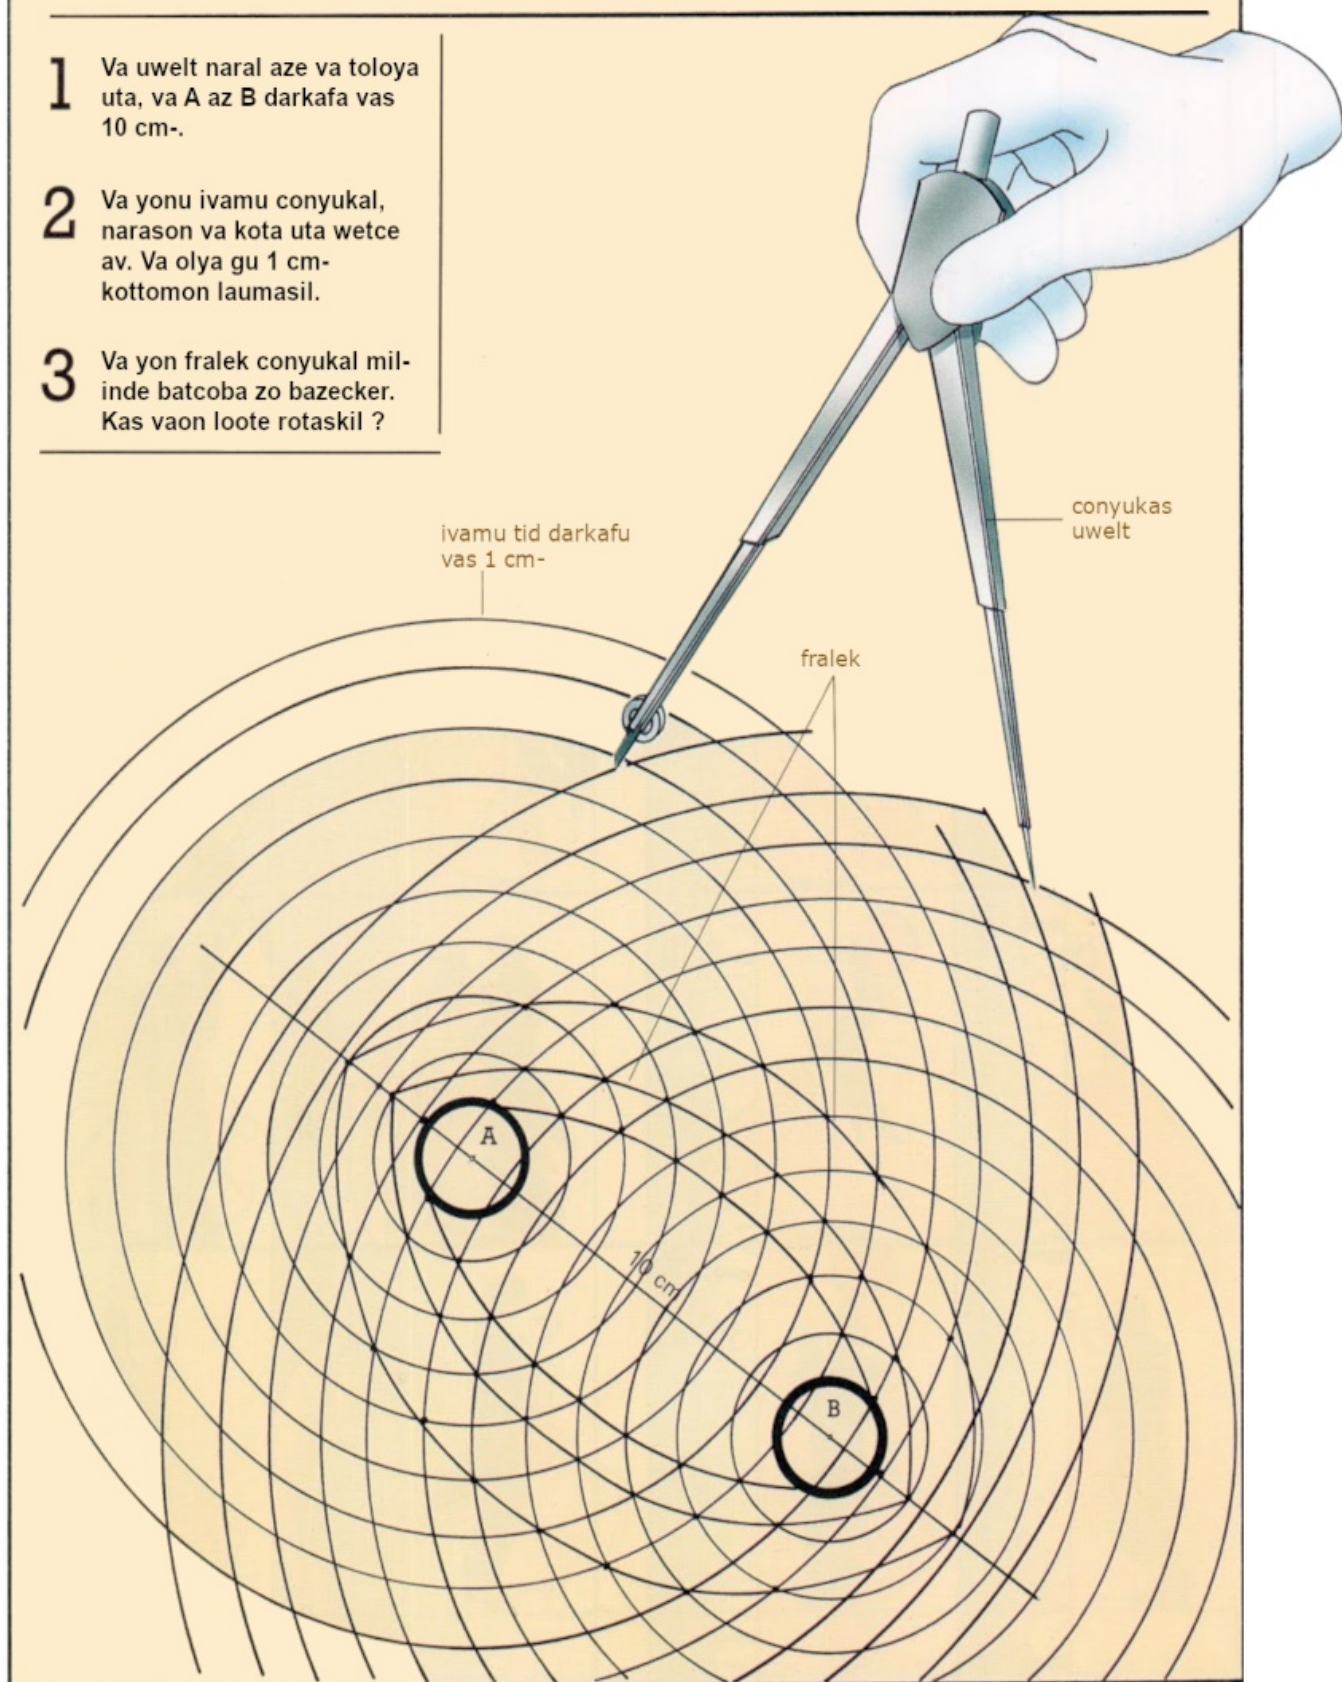 1 Va uwelt naral aze va toloya
uta, va A az B darkafa vas
10 cm-.
2 Va yonu ivamu conyukal,
narason va kota uta wetce
av. Va olya gu 1 cm-
kottomon laumasil.
3 Va yon fralek conyukal mil-
inde batcoba zo bazecker.
Kas vaon loote rotaskil ?
conyukas
uwelt
ivamu tid darkafu
vas 1 cm-
fralek
A
10 cm
B